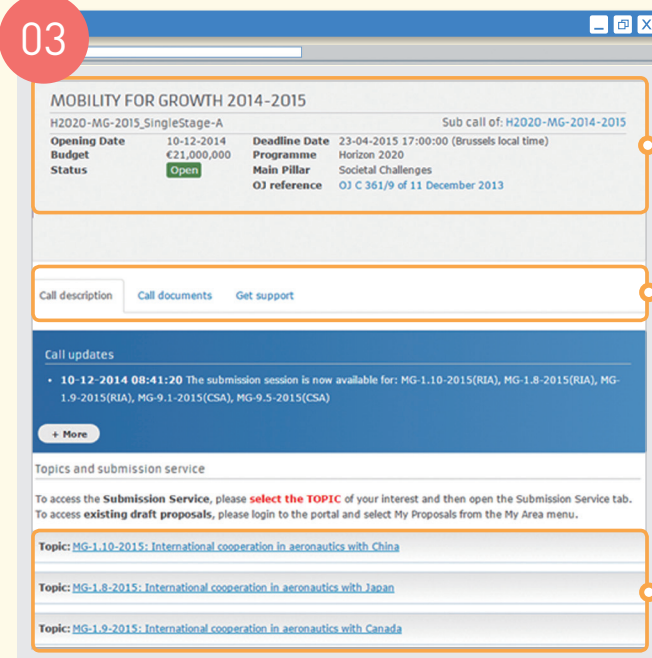 03
MOBILITY FOR GROWTH 2014-2015
H2020-MG-2015_SingleStage-A Sub call of: H2020-MG-2014-2015
Opening Date 10-12-2014 Deadline Date 23-04-2015 17:00:00 (Brussels local time)
Budget €21,000,000 Programme Horizon 2020
Status Open Main Pillar Societal Challenges
OJ reference OJ C 361/9 of 11 December 2013
Call description Call documents Get support
Call updates
• 10-12-2014 08:41:20 The submission session is now available for: MG-1.10-2015(RIA), MG-1.8-2015(RIA), MG-
1.9-2015(RIA), MG-9.1-2015(CSA), MG-9.5-2015(CSA)
+ More
Topics and submission service
To access the Submission Service, please select the TOPIC of your interest and then open the Submission Service tab.
To access existing draft proposals, please login to the portal and select My Proposals from the My Area menu.
Topic: MG-1.10-2015: International cooperation in aeronautics with China
Topic: MG-1.8-2015: International cooperation in aeronautics with Japan
Topic: MG-1.9-2015: International cooperation in aeronautics with Canada